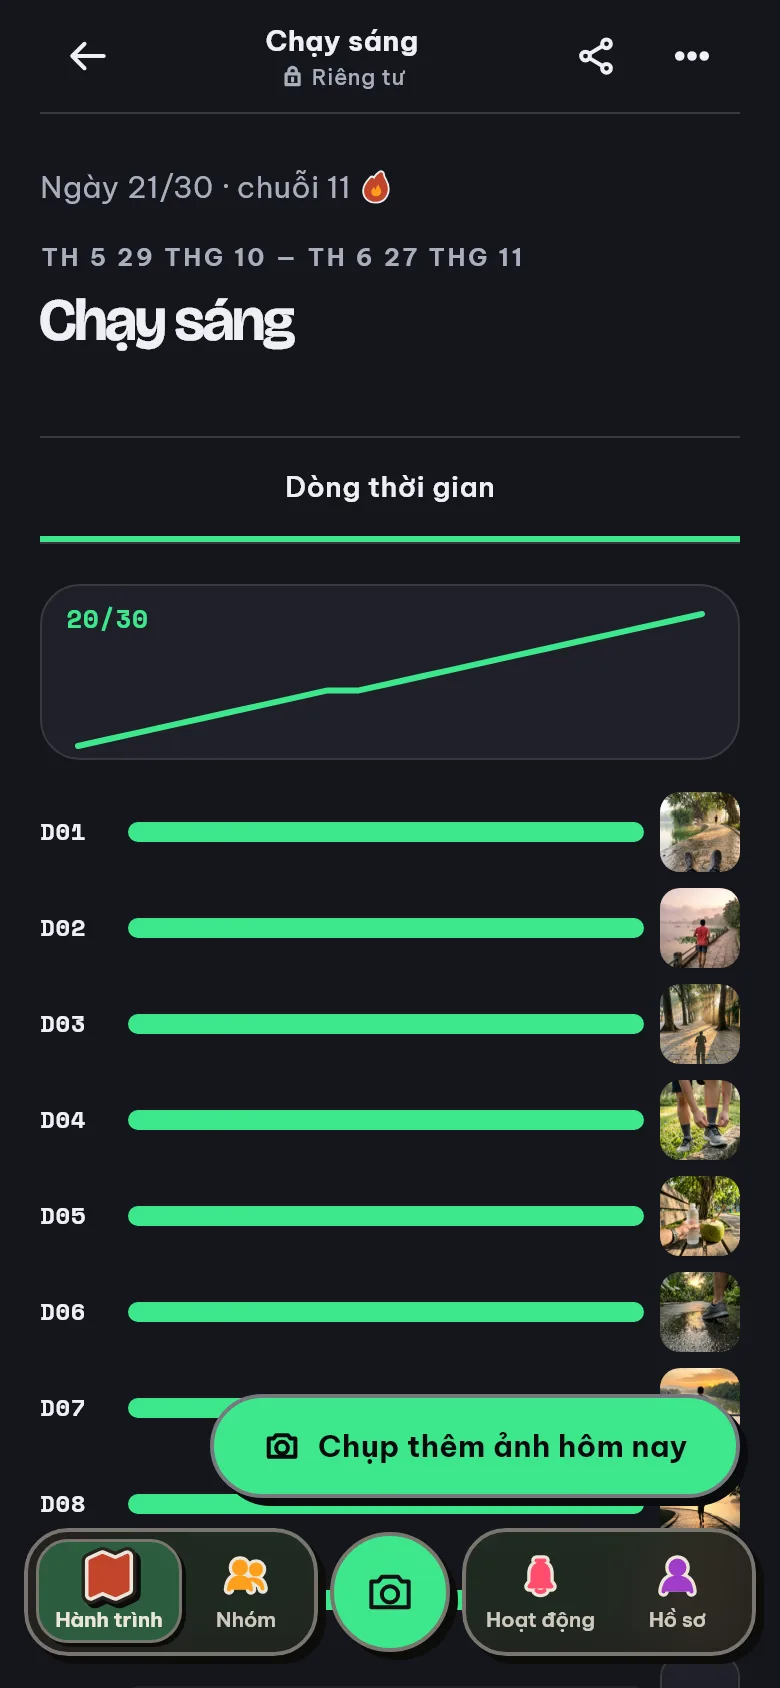 Chạy sáng
Riêng tư
Ngày 21/30 · chuỗi 11
TH 5 29 THG 10 – TH 6 27 THG 11
Chạy sáng
Dòng thời gian
20/30
D01
D02
D03
D04
D05
D06
D07
Chụp thêm ảnh hôm nay
D08
Hành trình
Nhóm
Hoạt động
Hồ sơ